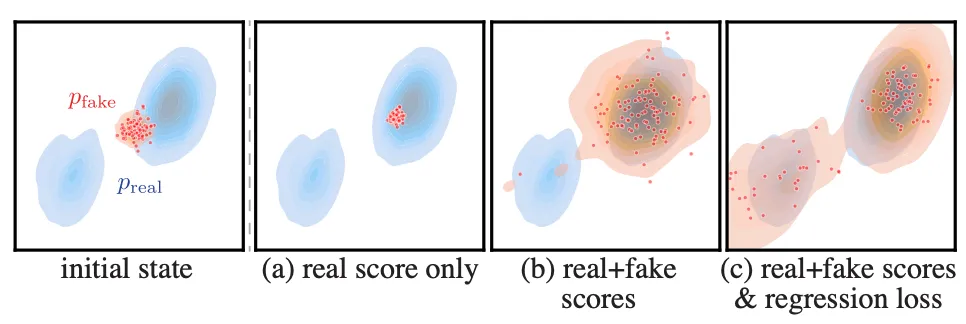 p_fake
p_real
initial state
(a) real score only
(b) real+fake
scores
(c) real+fake scores
& regression loss